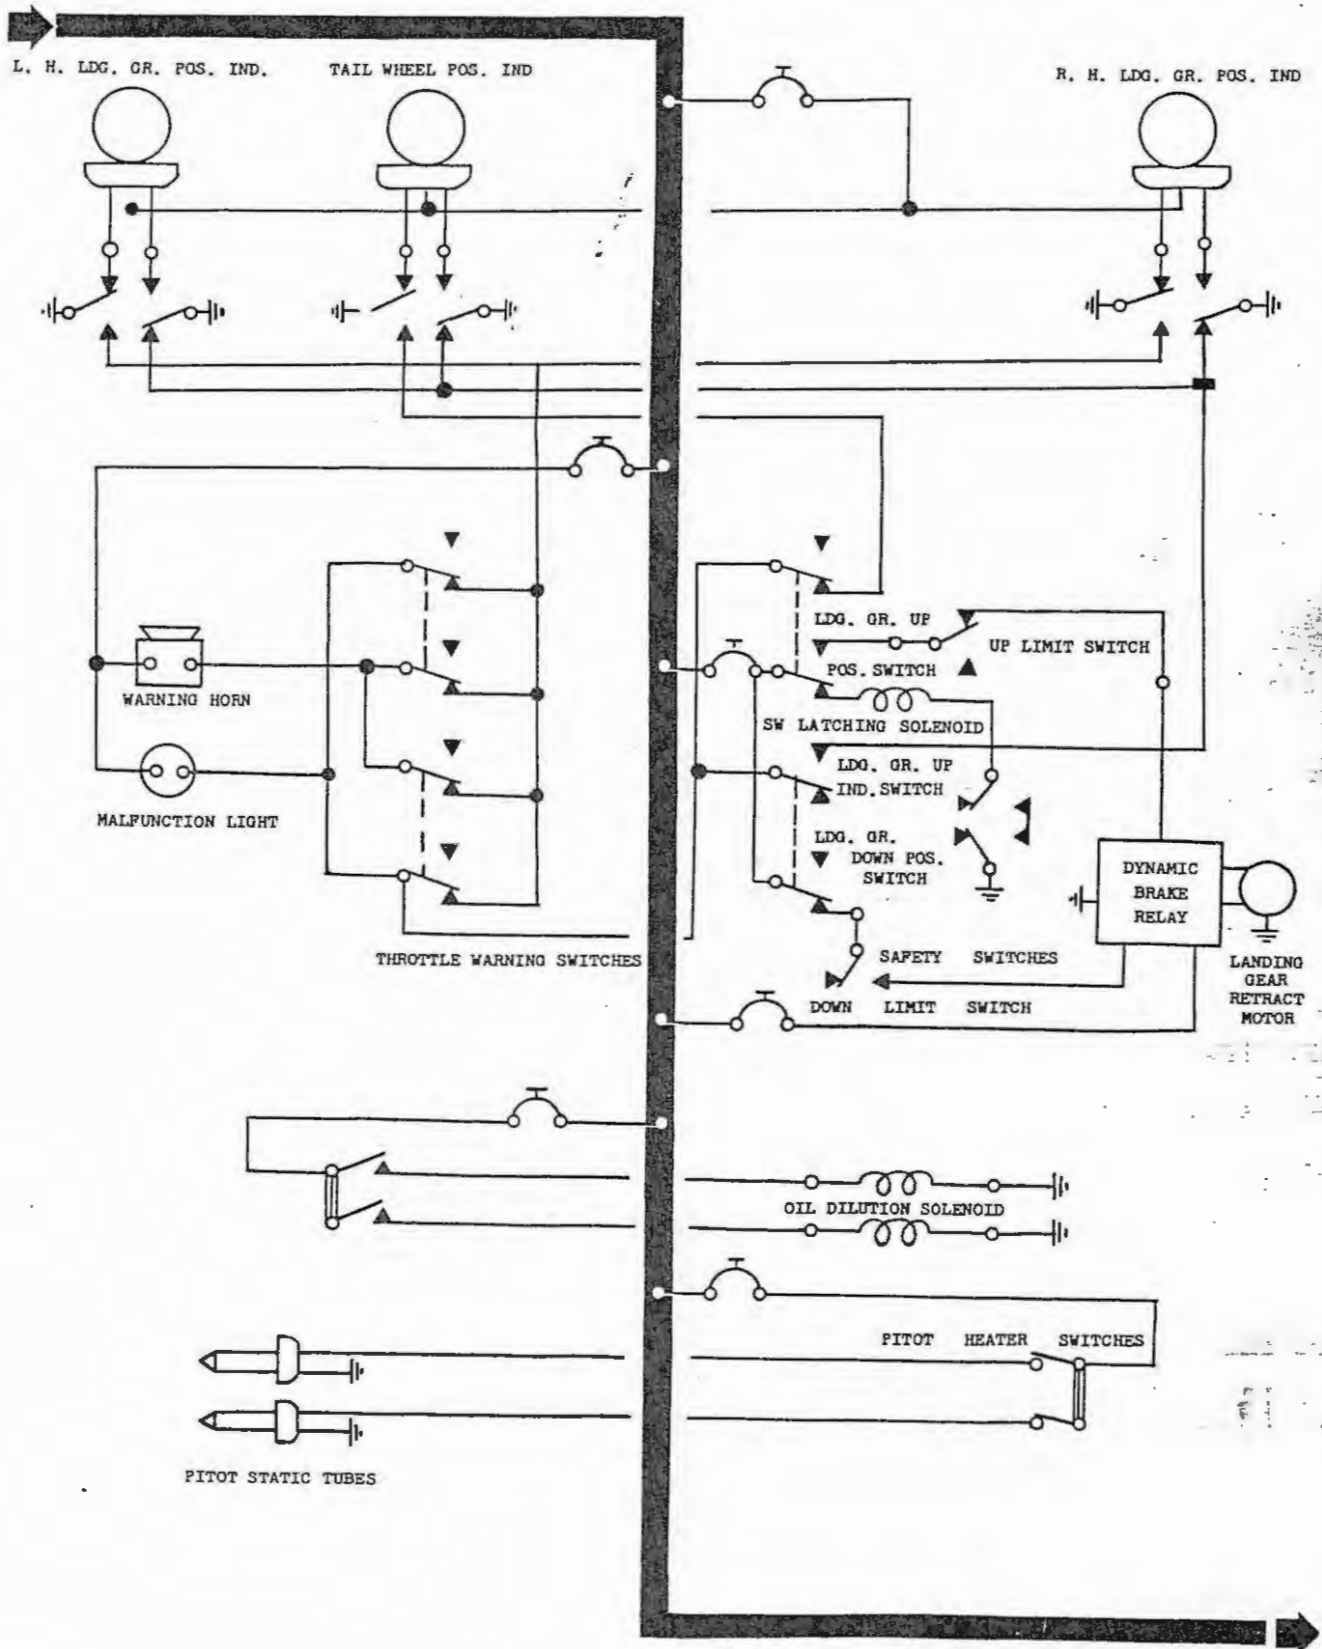 L. H. LDG. GR. POS. IND.
TAIL WHEEL POS. IND
R. H. LDG. GR. POS. IND
LDG. GR. UP
POS. SWITCH
UP LIMIT SWITCH
WARNING HORN
SW LATCHING SOLENOID
LDG. GR. UP
IND. SWITCH
MALFUNCTION LIGHT
LDG. GR.
DOWN POS.
SWITCH
DYNAMIC
BRAKE
RELAY
THROTTLE WARNING SWITCHES
SAFETY SWITCHES
DOWN LIMIT SWITCH
LANDING
GEAR
RETRACT
MOTOR
OIL DILUTION SOLENOID
PITOT HEATER SWITCHES
PITOT STATIC TUBES